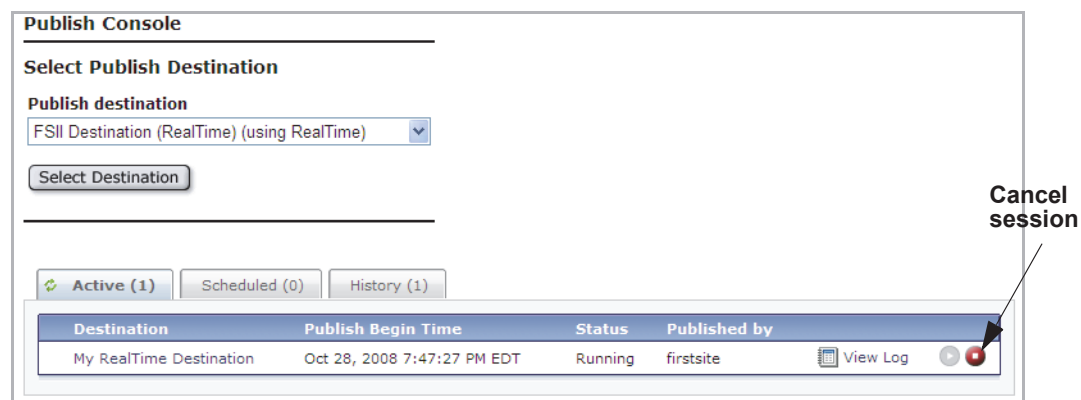 Publish Console
Select Publish Destination
Publish destination
FSII Destination (RealTime) (using RealTime)
Select Destination
Cancel
session
Active (1) Scheduled (0) History (1)
Destination Publish Begin Time Status Published by
My RealTime Destination Oct 28, 2008 7:47:27 PM EDT Running firstsite View Log